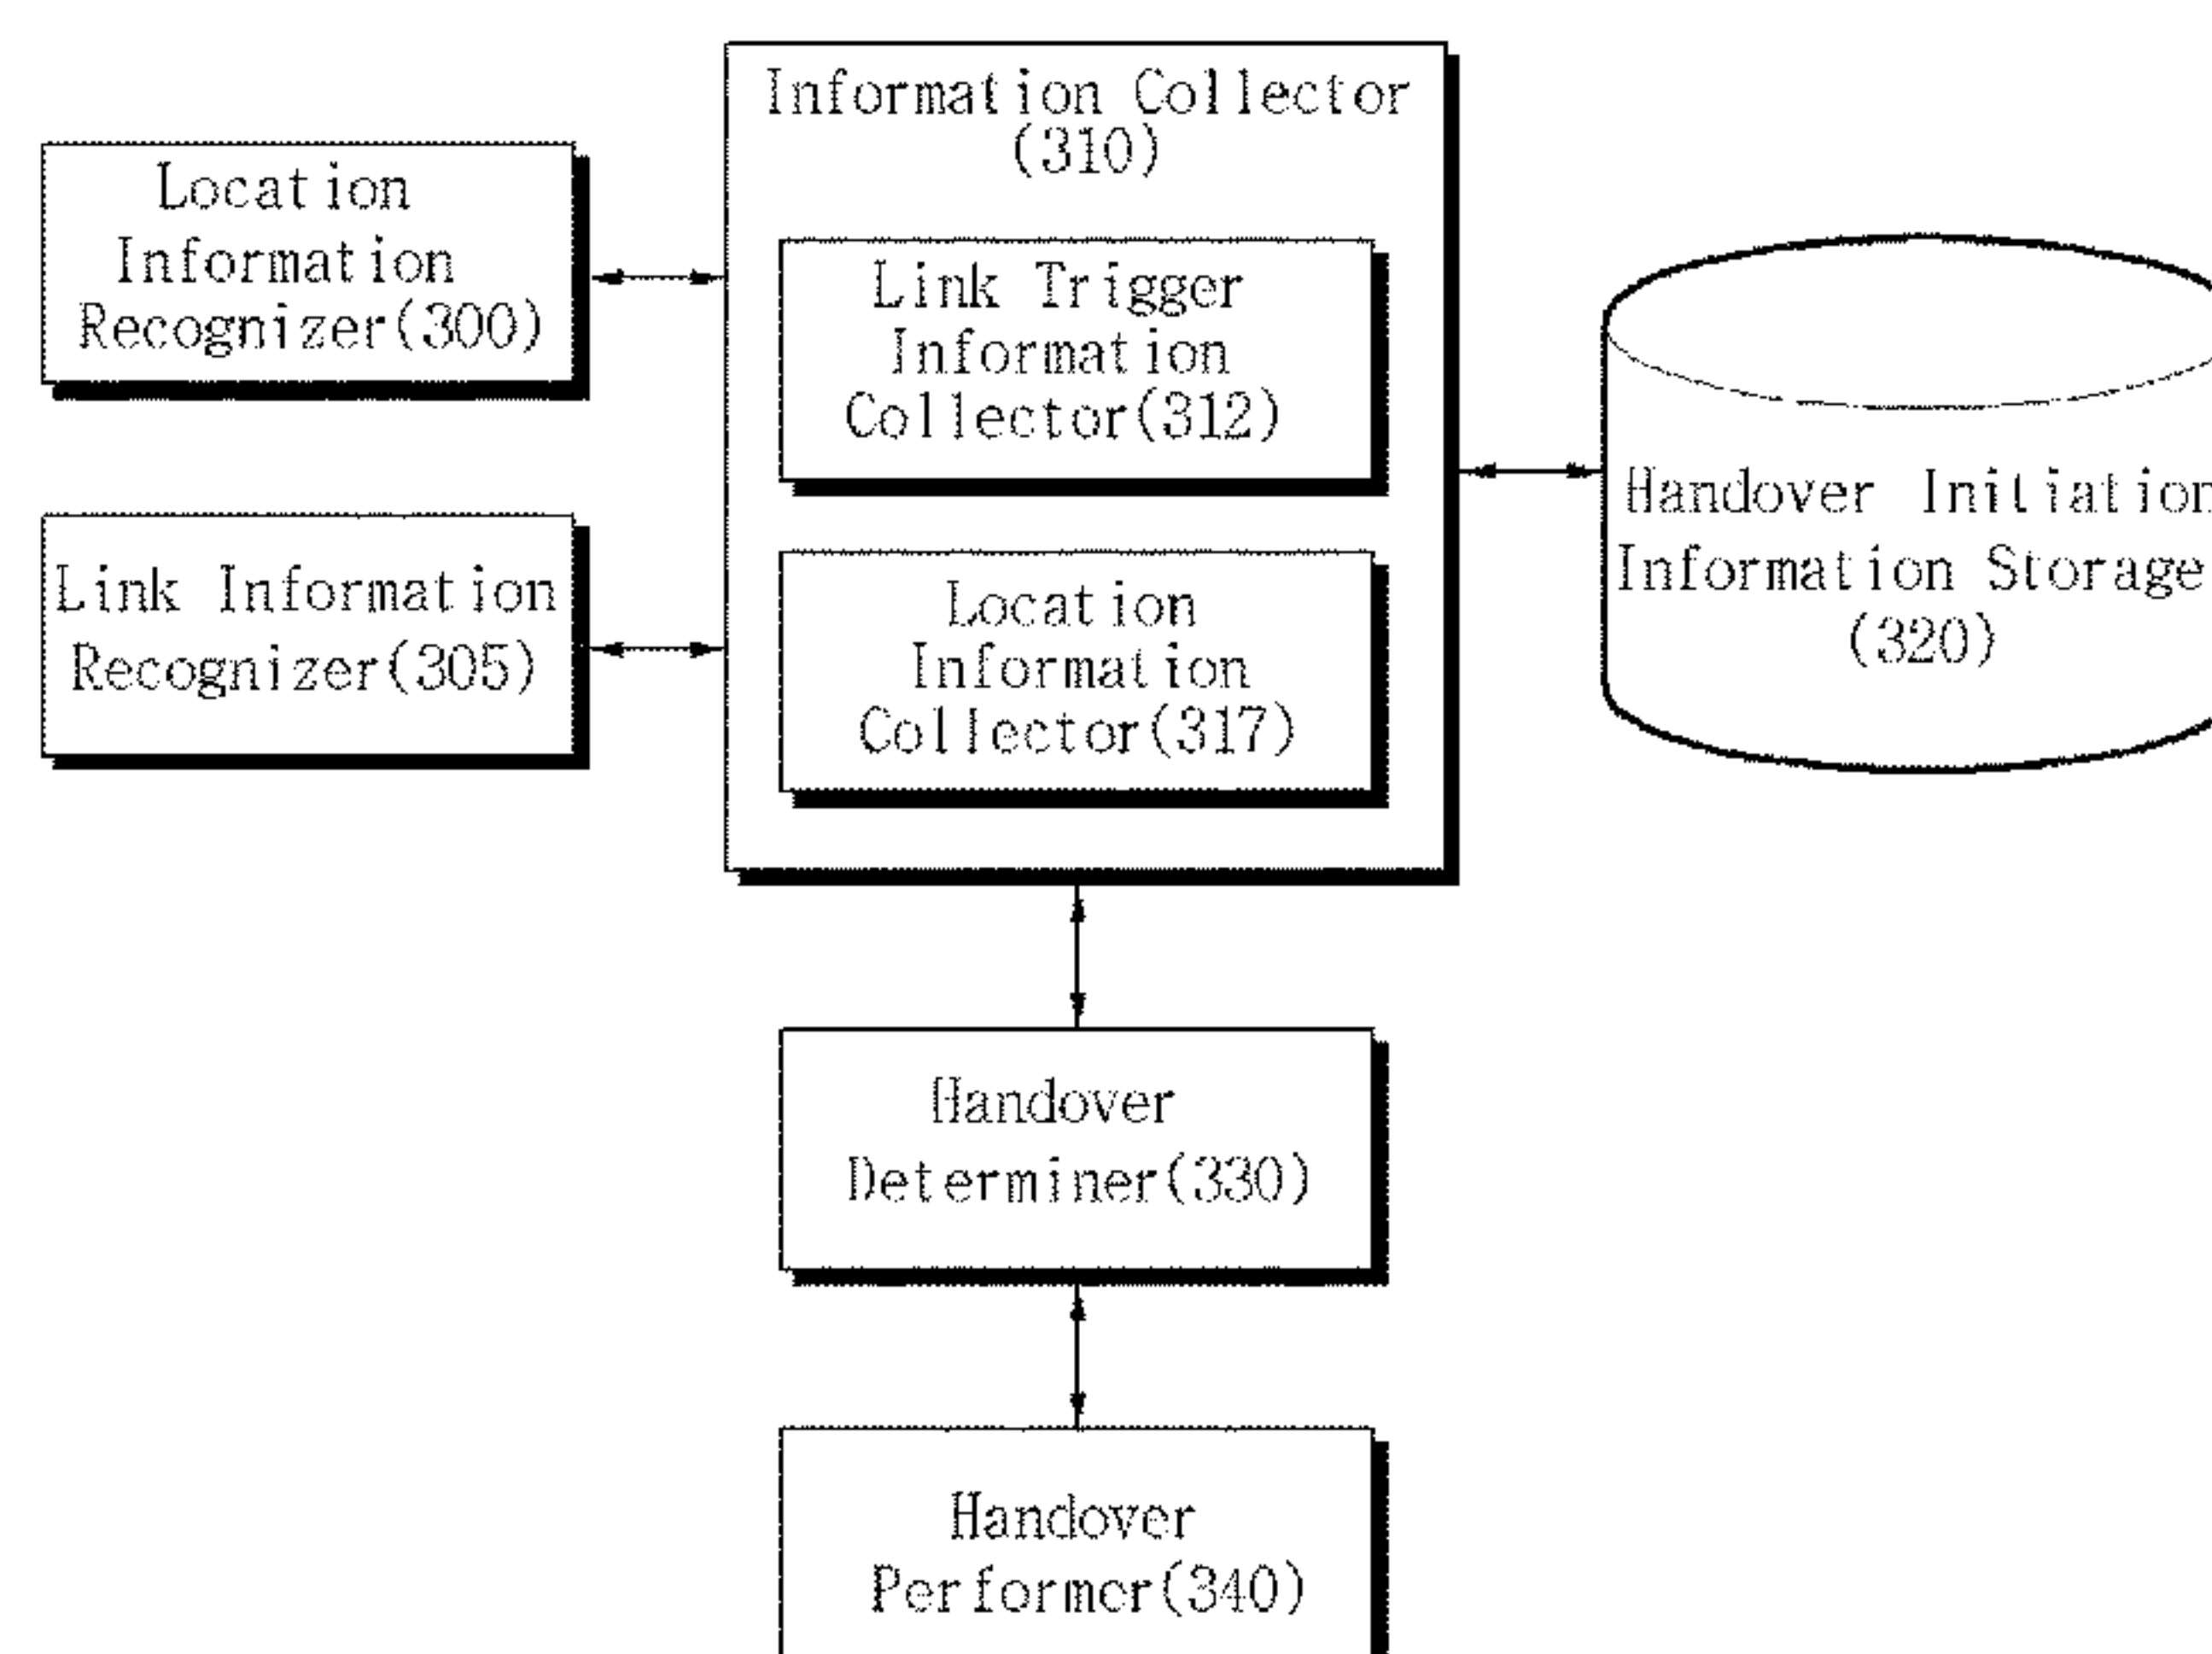 Information Collector
(310)
Location
Information
Recognizer(300)
Link Trigger
Information
Collector(312)
Link Information
Recognizer(305)
Location
Information
Collector(317)
Handover Initiation
Information Storage
(320)
Handover
Determiner(330)
Handover
Performer(340)